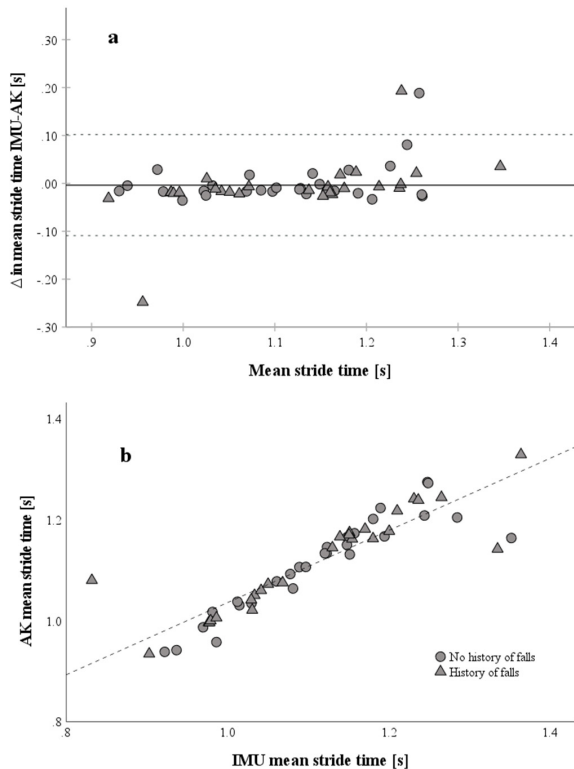 a
Δ in mean stride time IMU-AK [s]
.30
.20
.10
.00
-.10
-.20
-.30
.9
1.0
1.1
1.2
1.3
1.4
Mean stride time [s]
b
AK mean stride time [s]
1.4
1.2
1.0
.8
No history of falls
History of falls
.8
1.0
1.2
1.4
IMU mean stride time [s]